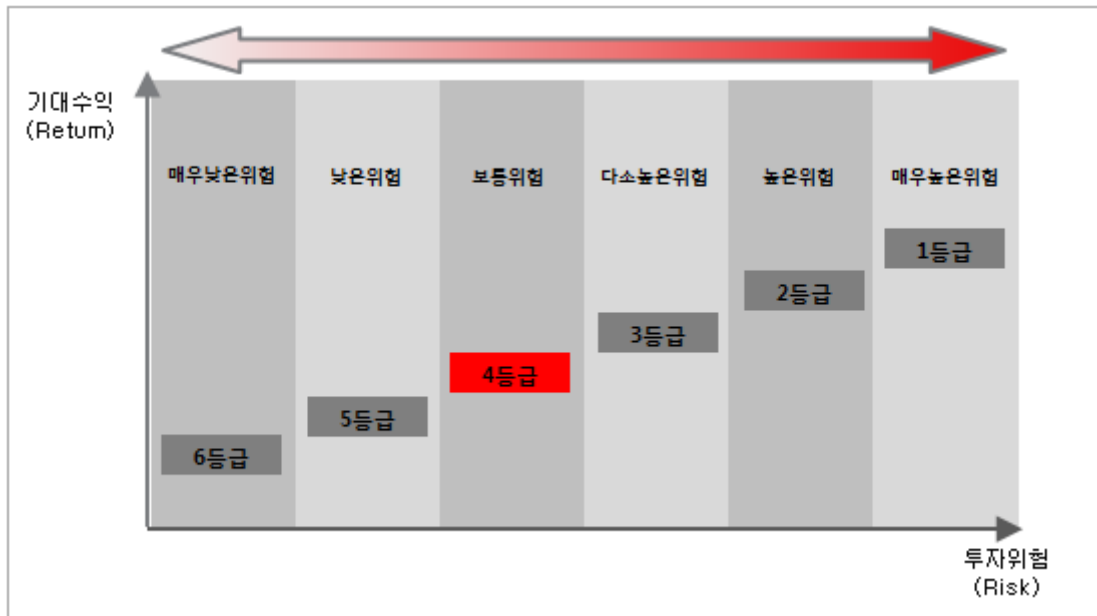 기대수익
(Retum)
매우낮은위험
낮은위험
보통위험
다소높은위험
높은위험
매우높은위험
1등급
2등급
3등급
4등급
5등급
6등급
투자위험
(Risk)